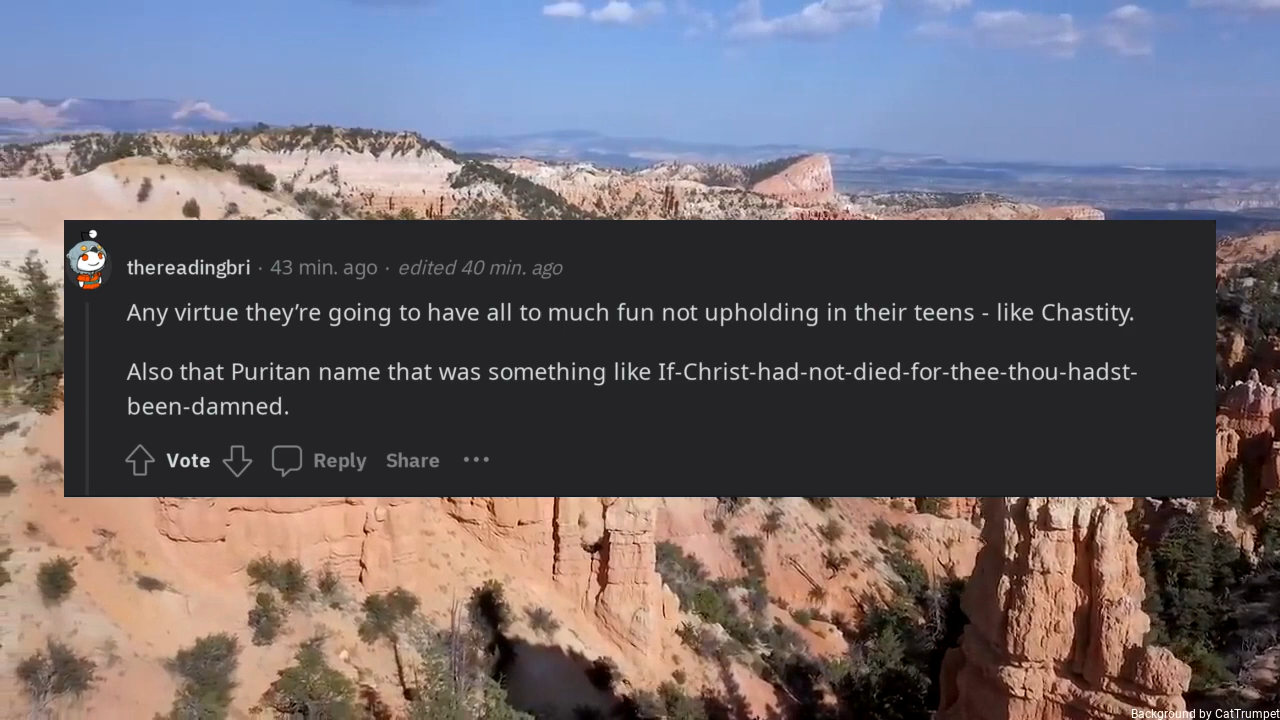 thereadingbri · 43 min. ago · edited 40 min. ago
Any virtue they’re going to have all to much fun not upholding in their teens - like Chastity.
Also that Puritan name that was something like If-Christ-had-not-died-for-thee-thou-hadst-
been-damned.
Vote Reply Share ···
Background by CatTrumpet